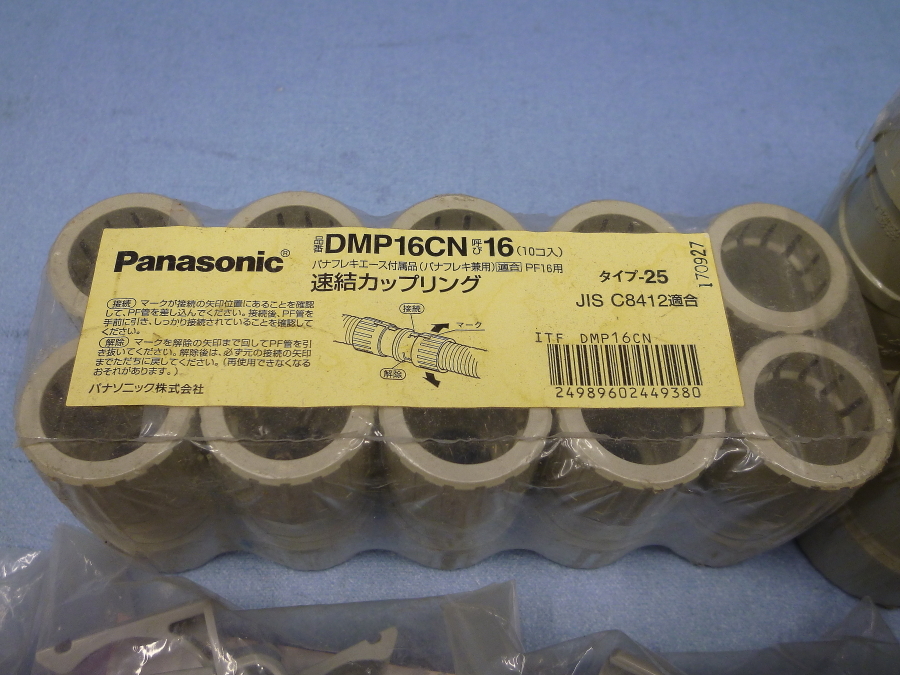 Panasonic®
品番 DMP16CN 呼び 16 (10コ入)
パナフレキエース付属品(パナフレキ兼用) 適合 PF16用
速結カップリング
タイプ-25
JIS C8412適合
170927
接続 マークが接続の矢印位置にあることを確認
して、PF管を差し込んでください。接続後、PF管を
手前に引き、しっかり接続されていることを確認して
ください。
解除 マークを解除の矢印まで回してPF管を引
き抜いてください。解除後は、必ず元の接続の矢印
までただちに戻してください。(再使用できなくなる
おそれがあります。)
パナソニック株式会社
接続
マーク
解除
ITF DMP16CN
24989602449380